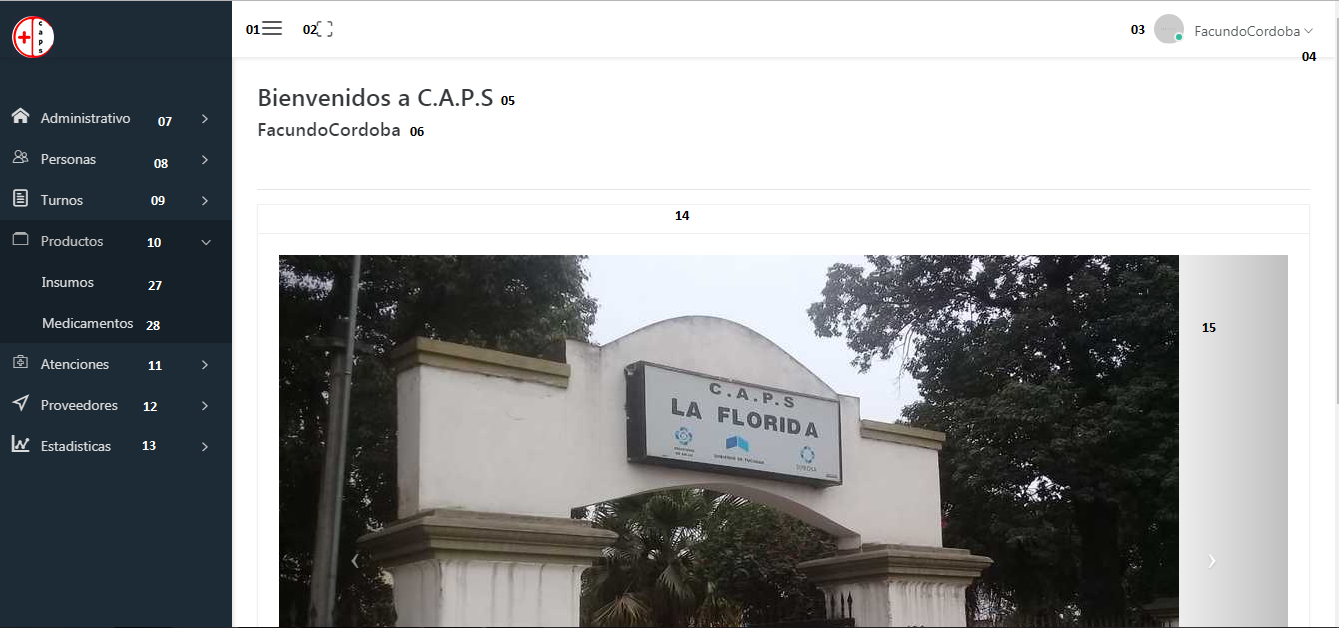 caps
01
02
03 FacundoCordoba
04
Bienvenidos a C.A.P.S 05
FacundoCordoba 06
Administrativo 07
Personas 08
Turnos 09
Productos 10
Insumos 27
Medicamentos 28
Atenciones 11
Proveedores 12
Estadisticas 13
14
15
C.A.P.S
LA FLORIDA